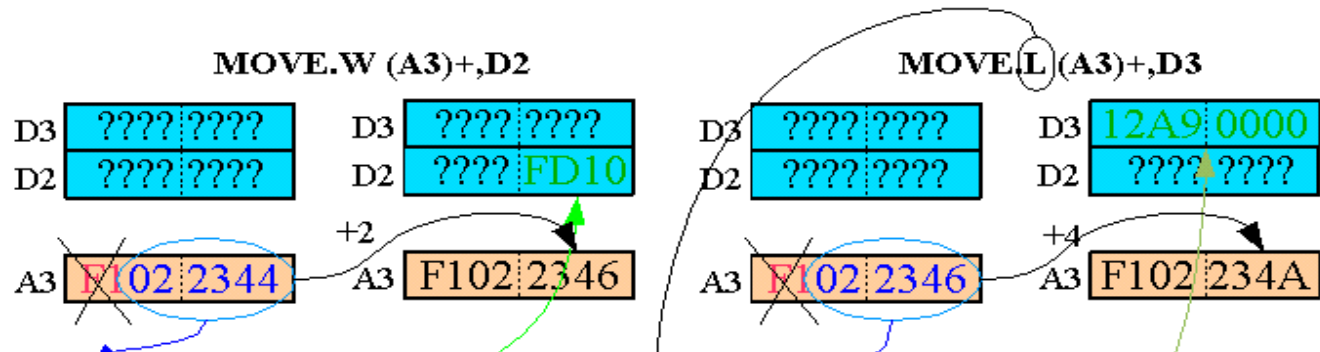 MOVE.W (A3)+,D2
D3 ???? ????
D2 ???? ????
D3 ???? ????
D2 ???? FD10
+2
A3 F102 2344
A3 F102 2346
MOVE.L (A3)+,D3
D3 ???? ????
D2 ???? ????
D3 12A9 0000
D2 ???? ????
+4
A3 F102 2346
A3 F102 234A